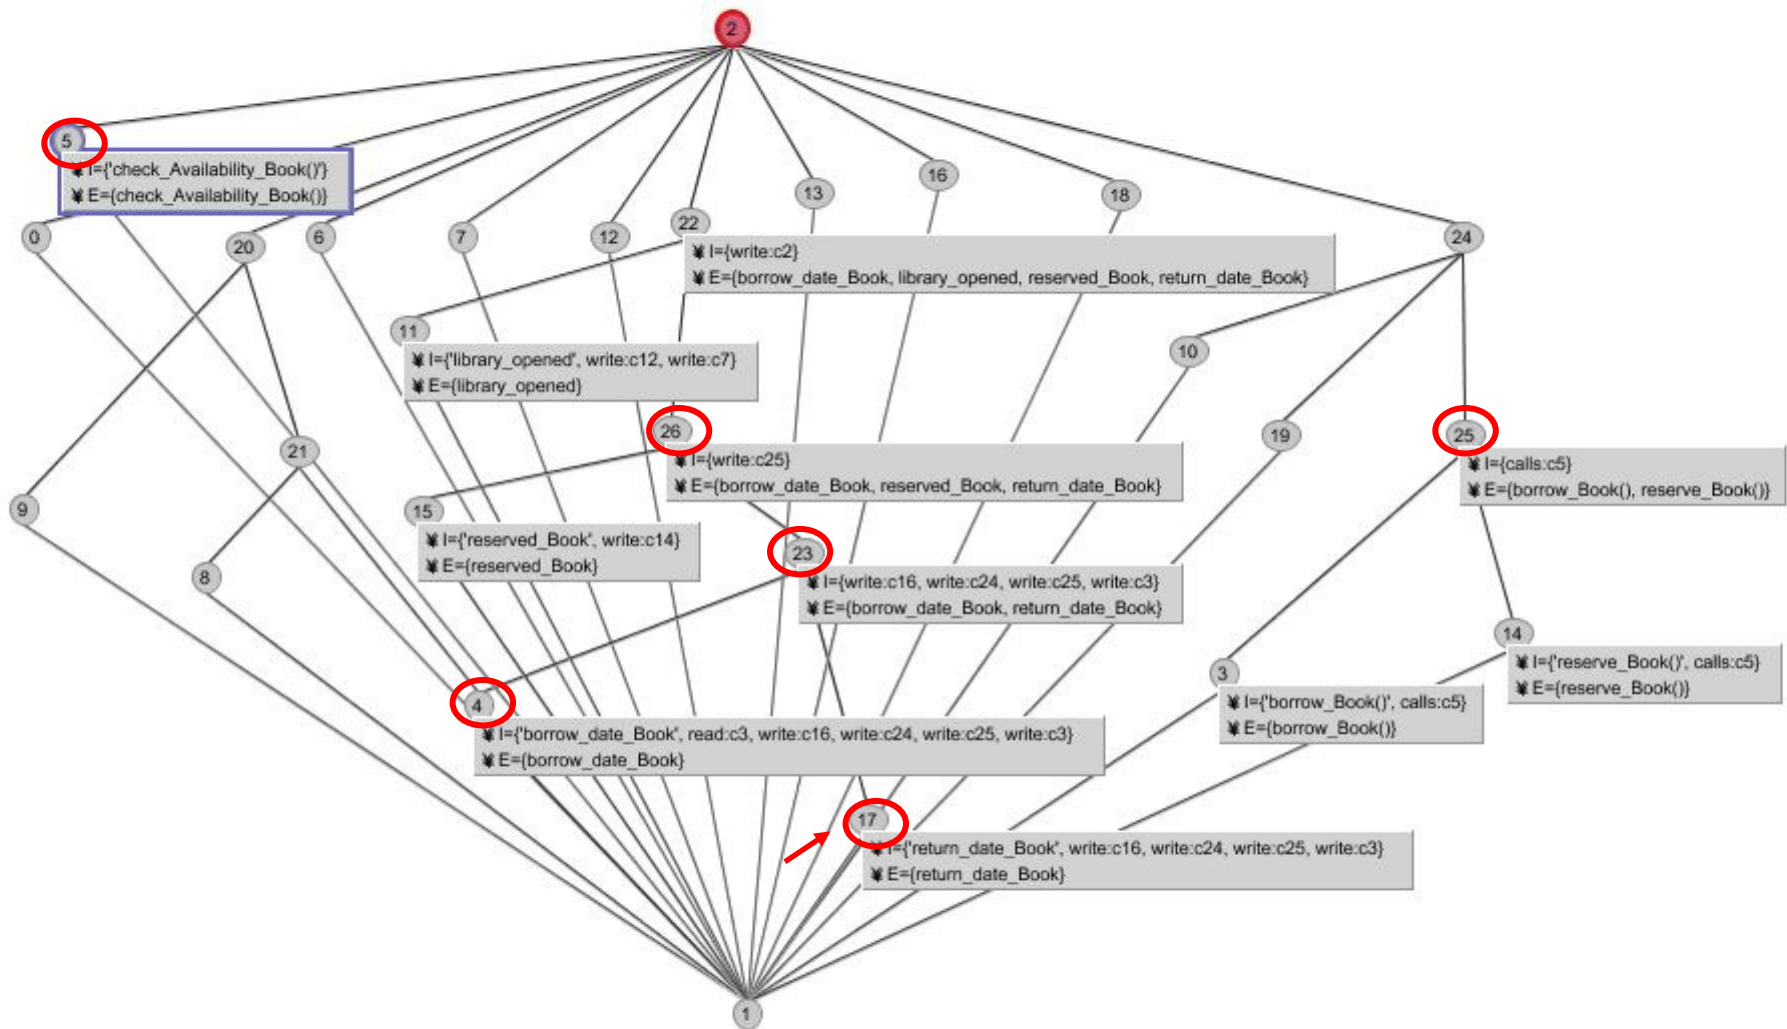 2
5
¥ I={'check_Availability_Book()'}
¥ E={check_Availability_Book()}
16
13
18
22
0
20
6
7
12
24
¥ I={write:c2}
¥ E={borrow_date_Book, library_opened, reserved_Book, return_date_Book}
11
10
¥ I={'library_opened', write:c12, write:c7}
¥ E={library_opened}
26
19
25
21
¥ I={write:c25}
¥ E={borrow_date_Book, reserved_Book, return_date_Book}
¥ I={calls:c5}
¥ E={borrow_Book(), reserve_Book()}
9
15
¥ I={'reserved_Book', write:c14}
¥ E={reserved_Book}
23
8
¥ I={write:c16, write:c24, write:c25, write:c3}
¥ E={borrow_date_Book, return_date_Book}
14
¥ I={'reserve_Book()', calls:c5}
¥ E={reserve_Book()}
3
¥ I={'borrow_Book()', calls:c5}
¥ E={borrow_Book()}
4
¥ I={'borrow_date_Book', read:c3, write:c16, write:c24, write:c25, write:c3}
¥ E={borrow_date_Book}
17
¥ I={'return_date_Book', write:c16, write:c24, write:c25, write:c3}
¥ E={return_date_Book}
1